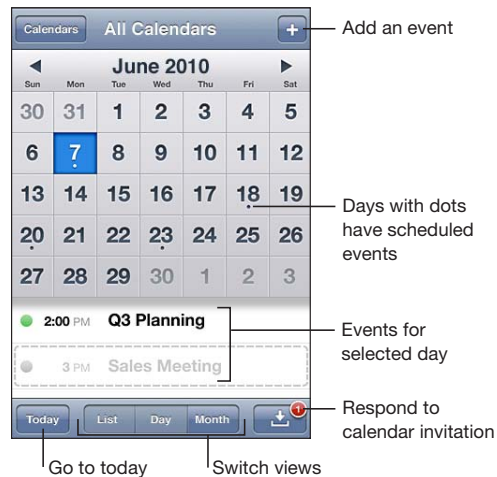 Calendars All Calendars +
Add an event
June 2010
Sun Mon Tue Wed Thu Fri Sat
30 31 1 2 3 4 5
6 7 8 9 10 11 12
13 14 15 16 17 18 19
Days with dots
have scheduled
events
20 21 22 23 24 25 26
27 28 29 30 1 2 3
2:00 PM Q3 Planning
3 PM Sales Meeting
Events for
selected day
Today List Day Month 1
Respond to
calendar invitation
Go to today
Switch views